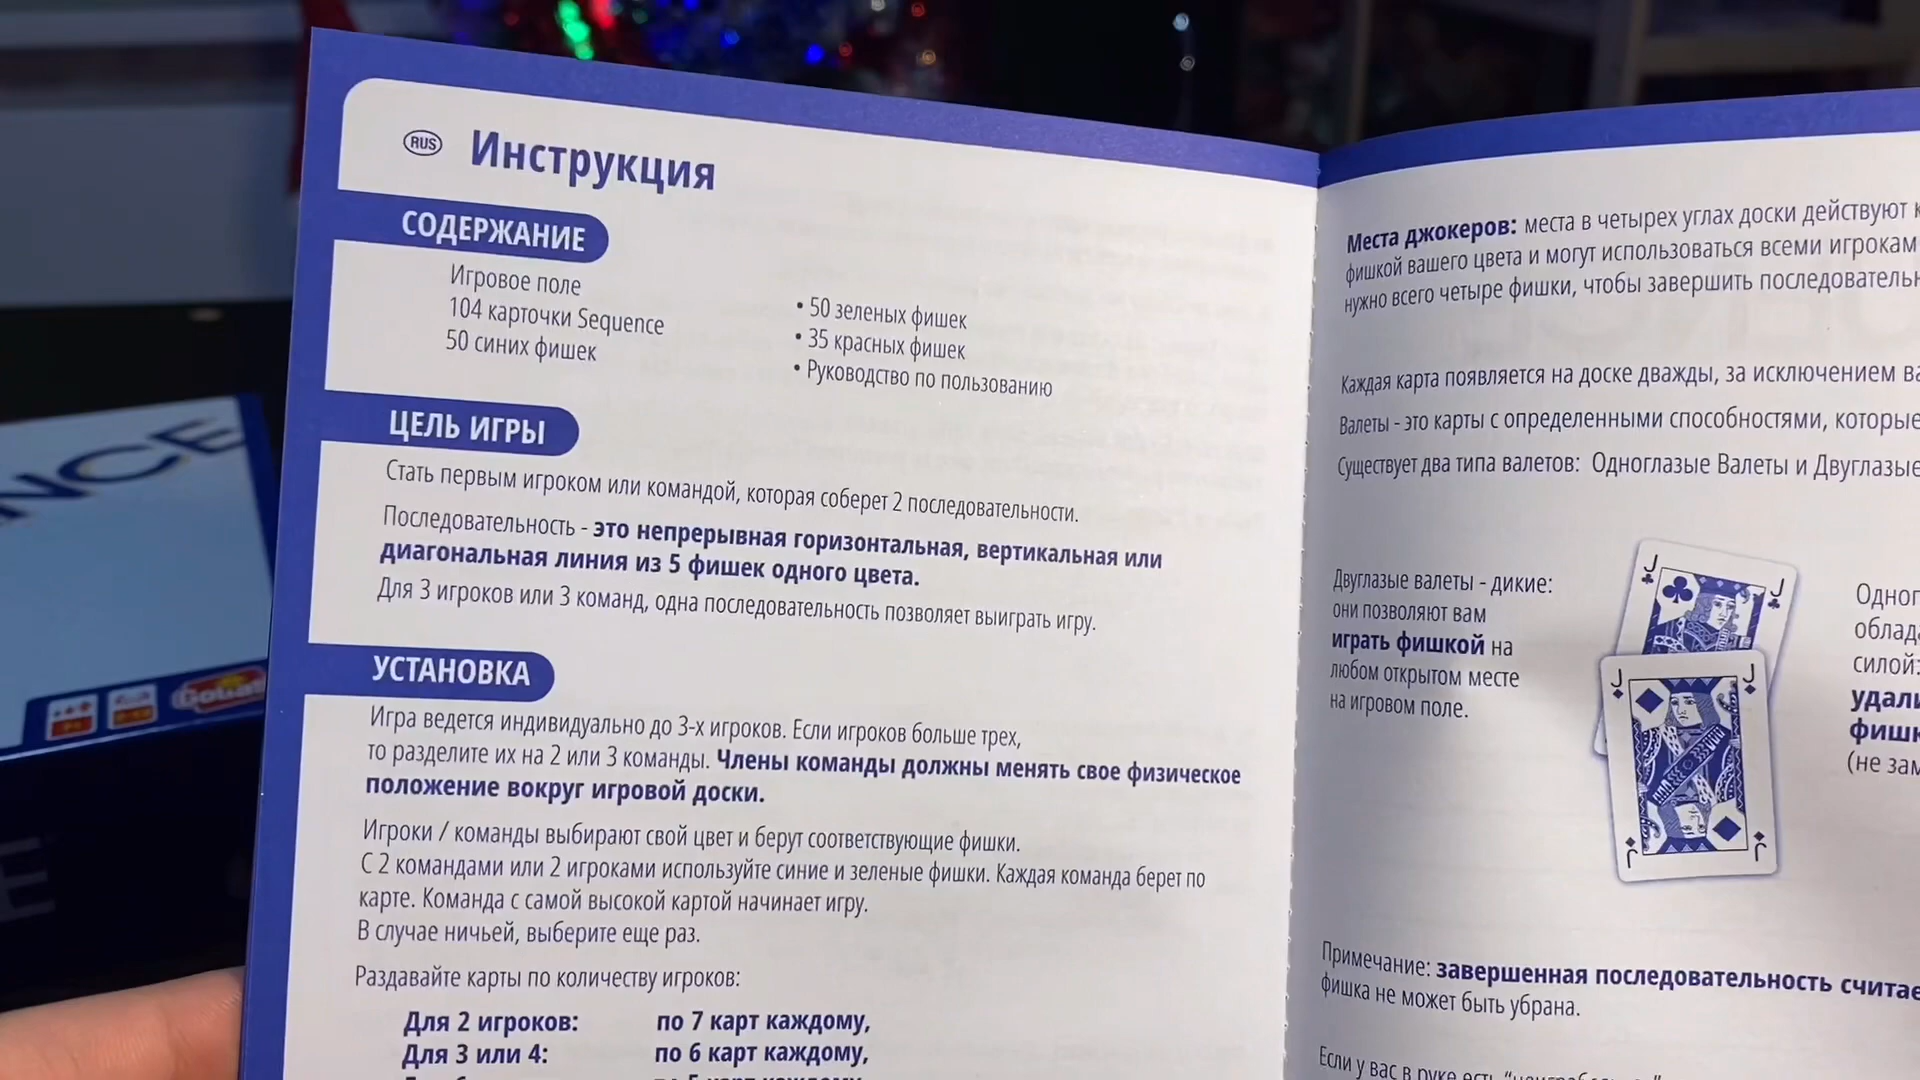 RUS Инструкция
СОДЕРЖАНИЕ
Игровое поле
104 карточки Sequence
50 синих фишек
• 50 зеленых фишек
• 35 красных фишек
• Руководство по пользованию
ЦЕЛЬ ИГРЫ
Стать первым игроком или командой, которая соберет 2 последовательности.
Последовательность - это непрерывная горизонтальная, вертикальная или
диагональная линия из 5 фишек одного цвета.
Для 3 игроков или 3 команд, одна последовательность позволяет выиграть игру.
УСТАНОВКА
Игра ведется индивидуально до 3-х игроков. Если игроков больше трех,
то разделите их на 2 или 3 команды. Члены команды должны менять свое физическое
положение вокруг игровой доски.
Игроки / команды выбирают свой цвет и берут соответствующие фишки.
С 2 командами или 2 игроками используйте синие и зеленые фишки. Каждая команда берет по
карте. Команда с самой высокой картой начинает игру.
В случае ничьей, выберите еще раз.
Раздавайте карты по количеству игроков:
Для 2 игроков: по 7 карт каждому,
Для 3 или 4: по 6 карт каждому,
Места джокеров: места в четырех углах доски действуют
фишкой вашего цвета и могут использоваться всеми
нужно всего четыре фишки, чтобы завершить
Каждая карта появляется на доске дважды, за исключением
Валеты - это карты с определенными способностями, которые
Существует два типа валетов: Одноглазые Валеты и Двуглазые
Двуглазые валеты - дикие:
они позволяют вам
играть фишкой на
любом открытом месте
на игровом поле.
J
J
J
J
J
J
силой:
(не
Примечание: завершенная последовательность
фишка не может быть убрана.
Если у вас в руке есть
NCE
Goliath
E